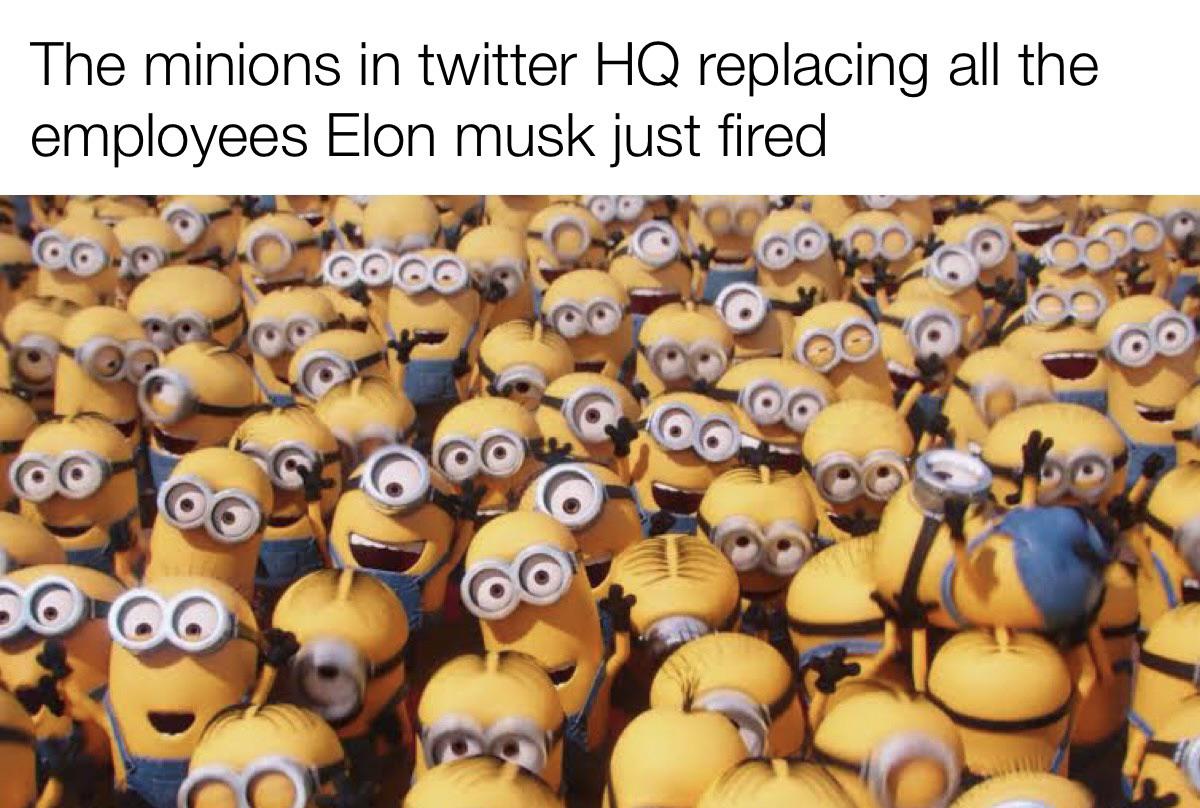 The minions in twitter HQ replacing all the
employees Elon musk just fired